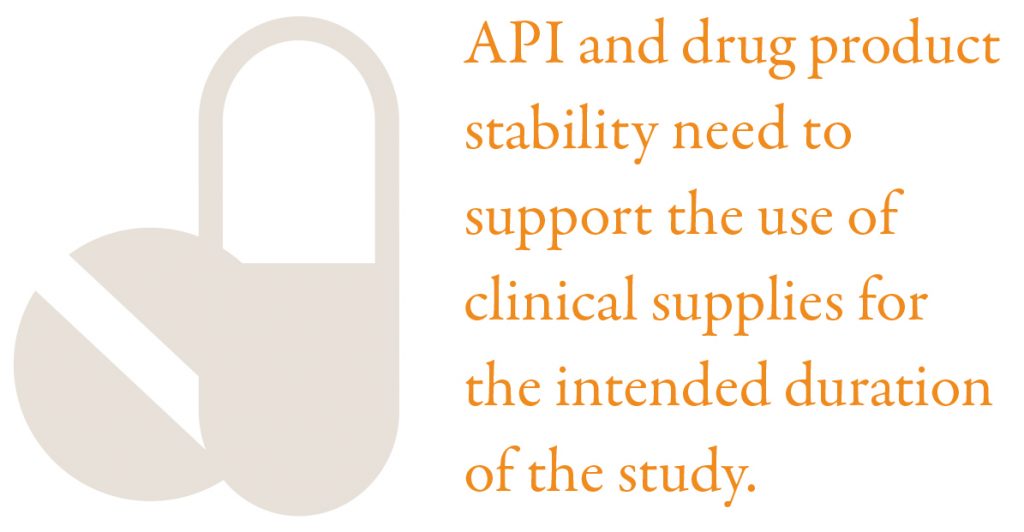 API and drug product
stability need to
support the use of
clinical supplies for
the intended duration
of the study.